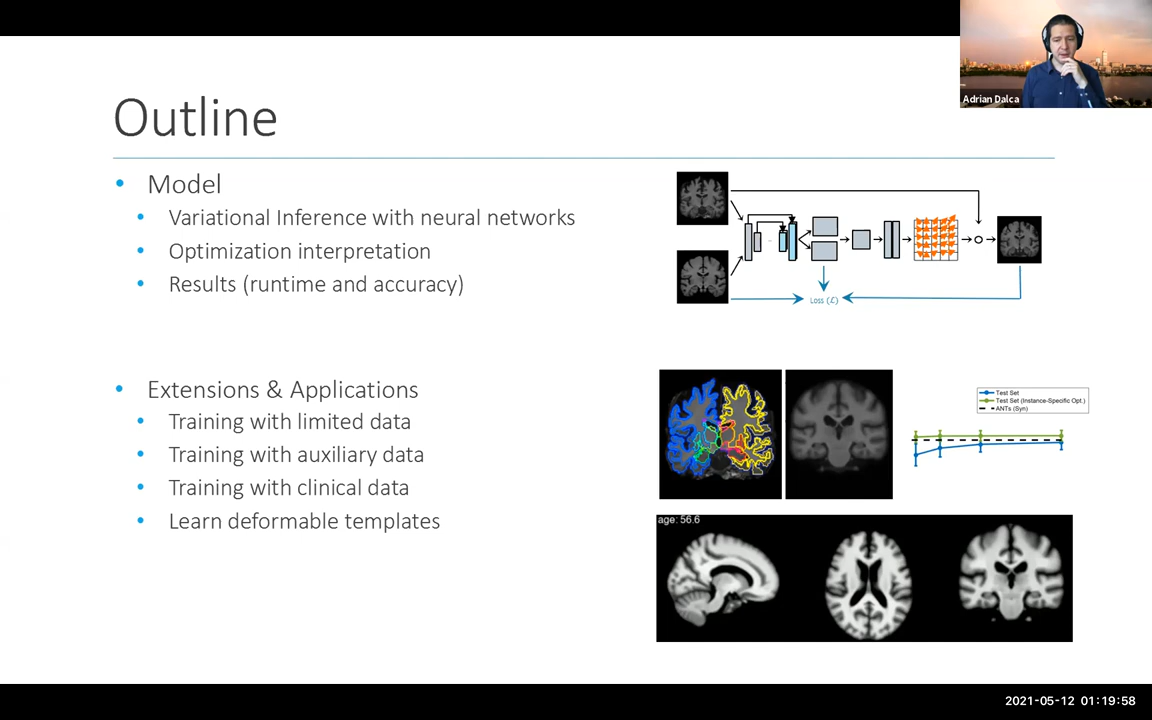 Adrian Dalca
Outline
• Model
• Variational Inference with neural networks
• Optimization interpretation
• Results (runtime and accuracy)
Loss (ℒ)
• Extensions & Applications
• Training with limited data
• Training with auxiliary data
• Training with clinical data
• Learn deformable templates
Test Set
Test Set (Instance-Specific Opt.)
ANTs (Syn)
age: 56.6
2021-05-12 01:19:58